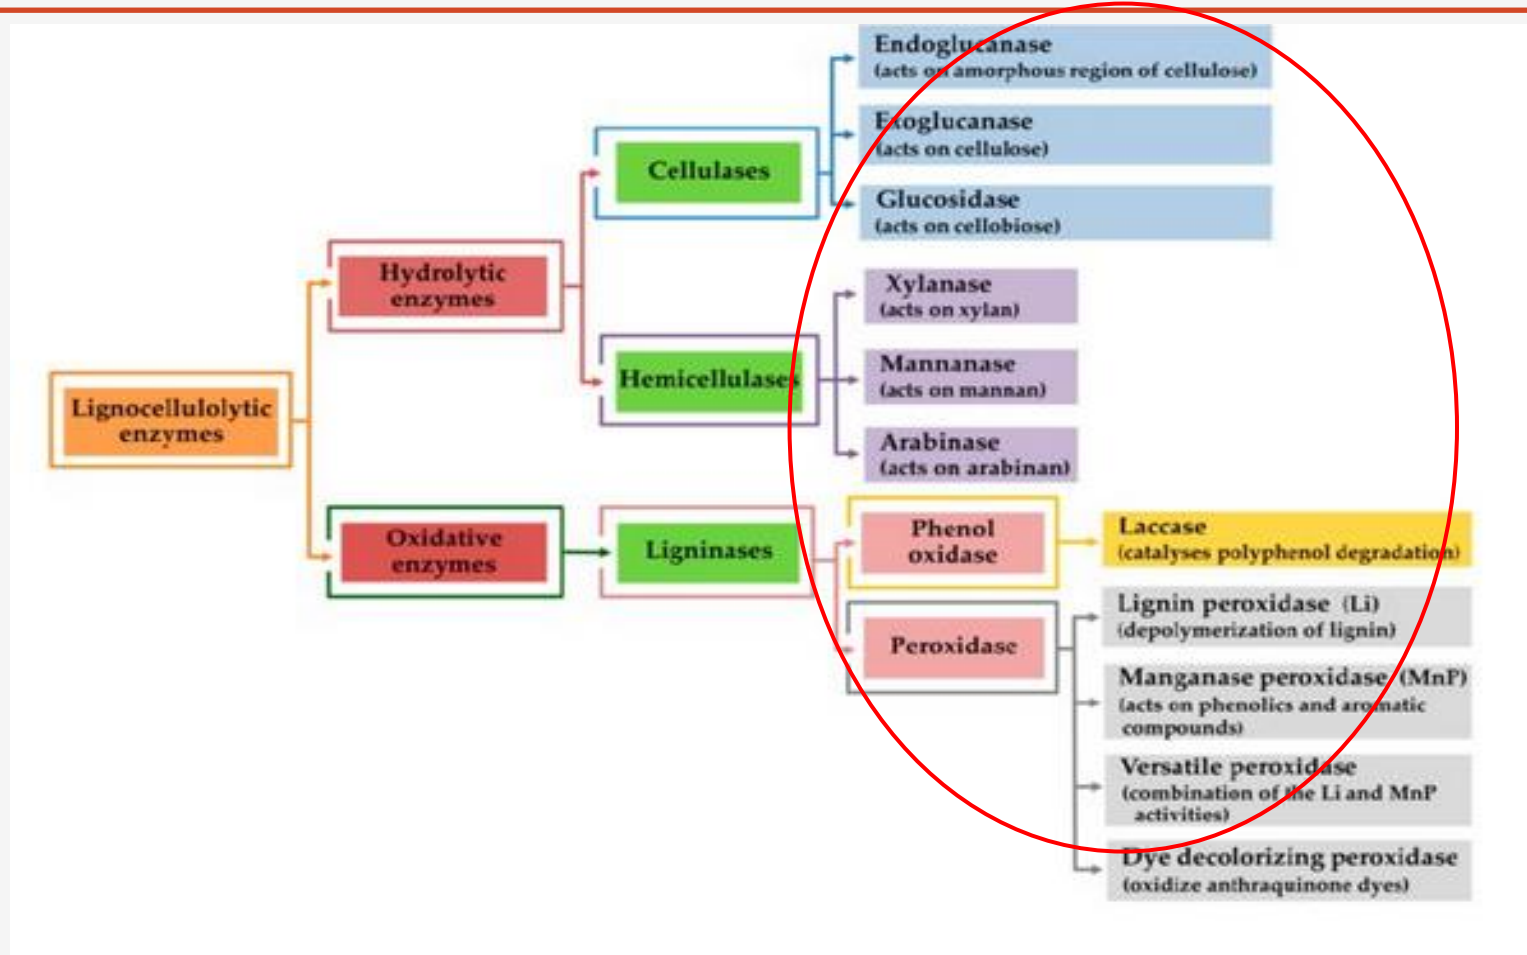 Endoglucanase
(acts on amorphous region of cellulose)
Exoglucanase
(acts on cellulose)
Cellulases
Glucosidase
(acts on cellobiose)
Hydrolytic
enzymes
Xylanase
(acts on xylan)
Mannanase
(acts on mannan)
Hemicellulases
Lignocellulolytic
enzymes
Arabinase
(acts on arabinan)
Oxidative
enzymes
Ligninases
Phenol
oxidase
Laccase
(catalyses polyphenol degradation)
Peroxidase
Lignin peroxidase (Li)
(depolymerization of lignin)
Manganase peroxidase (MnP)
(acts on phenolics and aromatic
compounds)
Versatile peroxidase
(combination of the Li and MnP
activities)
Dye decolorizing peroxidase
(oxidize anthraquinone dyes)